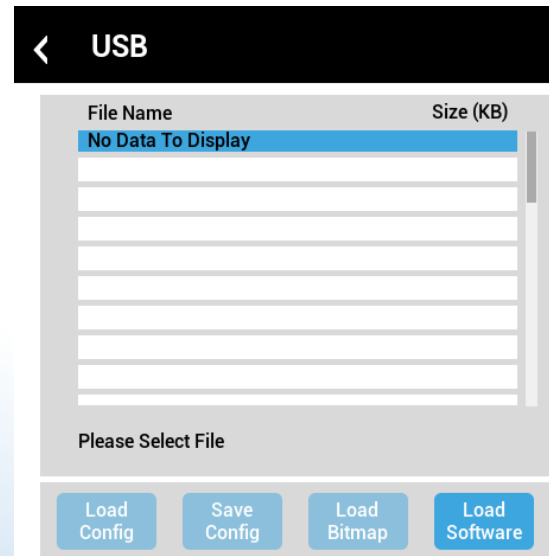 USB
File Name Size (KB)
No Data To Display
Please Select File
Load Config
Save Config
Load Bitmap
Load Software